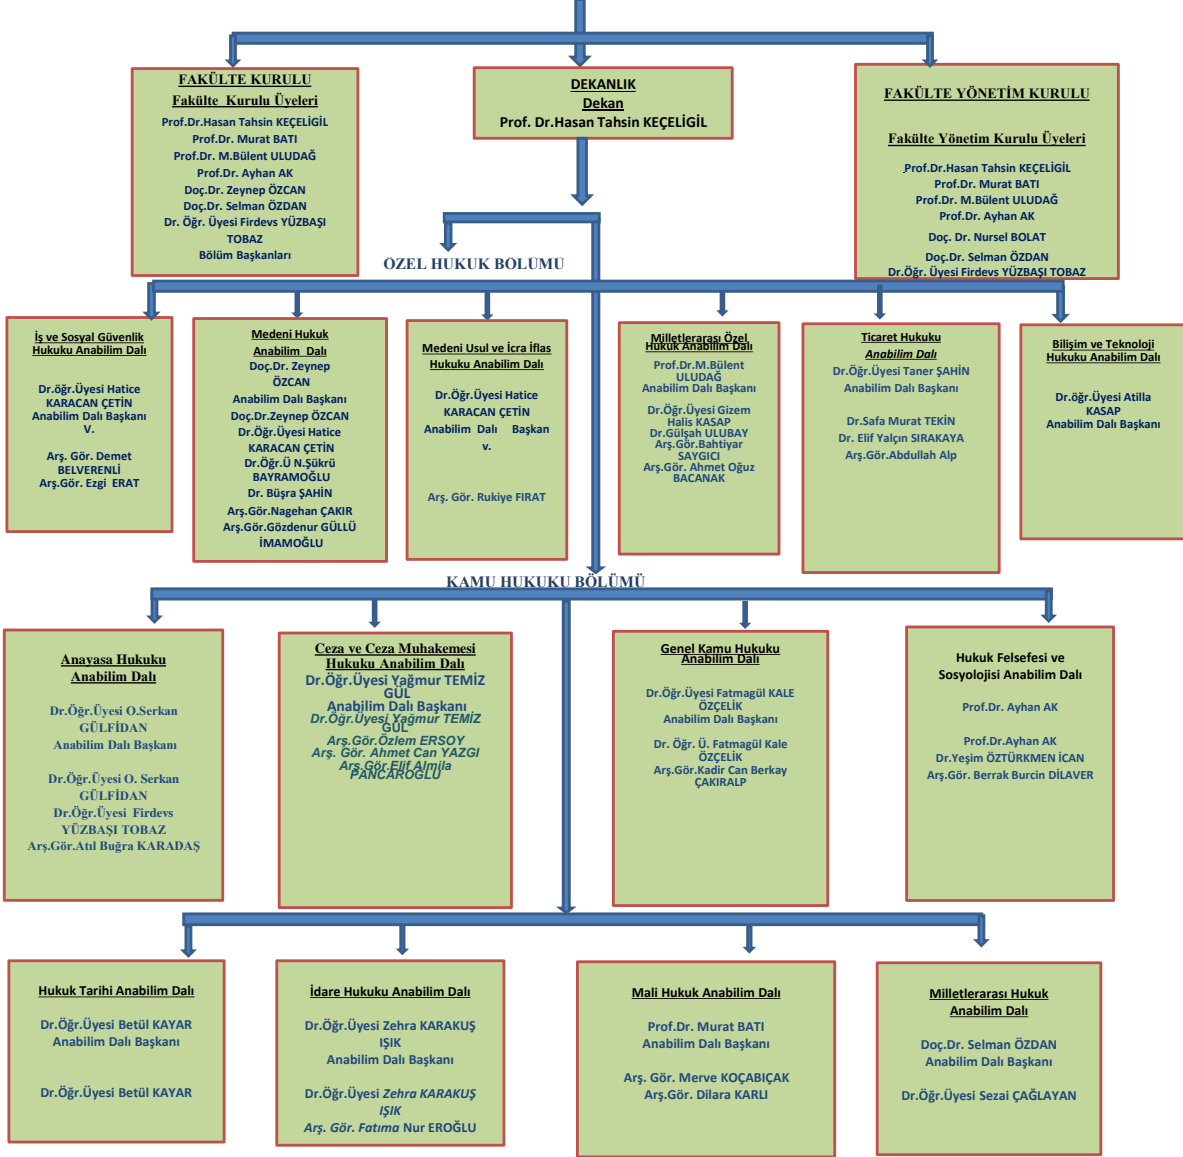 FAKÜLTE KURULU
Fakülte Kurulu Üyeleri
Prof.Dr.Hasan Tahsin KEÇELİGİL
Prof.Dr. Murat BATI
Prof.Dr. M.Bülent ULUDAĞ
Prof.Dr. Ayhan AK
Doç.Dr. Zeynep ÖZCAN
Doç.Dr. Selman ÖZDAN
Dr. Öğr. Üyesi Firdevs YÜZBAŞI
TOBAZ
Bölüm Başkanları
DEKANLIK
Dekan
Prof. Dr.Hasan Tahsin KEÇELİGİL
FAKÜLTE YÖNETİM KURULU
Fakülte Yönetim Kurulu Üyeleri
Prof.Dr.Hasan Tahsin KEÇELİGİL
Prof.Dr. Murat BATI
Prof.Dr. M.Bülent ULUDAĞ
Prof.Dr. Ayhan AK
Doç. Dr. Nursel BOLAT
Doç.Dr. Selman ÖZDAN
Dr.Öğr. Üyesi Firdevs YÜZBAŞI TOBAZ
ÖZEL HUKUK BÖLÜMÜ
İş ve Sosyal Güvenlik
Hukuku Anabilim Dalı
Dr.öğr.Üyesi Hatice
KARACAN ÇETİN
Anabilim Dalı Başkanı
V.
Arş. Gör. Demet
BELVERENLİ
Arş.Gör. Ezgi ERAT
Medeni Hukuk
Anabilim Dalı
Doç.Dr. Zeynep
ÖZCAN
Anabilim Dalı Başkanı
Doç.Dr.Zeynep ÖZCAN
Dr.Öğr.Üyesi Hatice
KARACAN ÇETİN
Dr.Öğr.Ü N.Şükrü
BAYRAMOĞLU
Dr. Büşra ŞAHİN
Arş.Gör.Nagehan ÇAKIR
Arş.Gör.Gözdenur GÜLLÜ
İMAMOĞLU
Medeni Usul ve İcra İflas
Hukuku Anabilim Dalı
Dr.Öğr.Üyesi Hatice
KARACAN ÇETİN
Anabilim Dalı Başkan
v.
Arş. Gör. Rukiye FIRAT
Milletlerarası Özel
Hukuk Anabilim Dalı
Prof.Dr.M.Bülent
ULUDAĞ
Anabilim Dalı Başkanı
Dr.Öğr.Üyesi Gizem
Halis KASAP
Dr.Gülşah ULUBAY
Arş.Gör.Bahtiyar
SAYGICI
Arş.Gör. Ahmet Oğuz
BACANAK
Ticaret Hukuku
Anabilim Dalı
Dr.Öğr.Üyesi Taner ŞAHİN
Anabilim Dalı Başkanı
Dr.Safa Murat TEKİN
Dr. Elif Yalçın SIRAKAYA
Arş.Gör.Abdullah Alp
Bilişim ve Teknoloji
Hukuku Anabilim Dalı
Dr.öğr.Üyesi Atilla
KASAP
Anabilim Dalı Başkanı
KAMU HUKUKU BÖLÜMÜ
Anayasa Hukuku
Anabilim Dalı
Dr.Öğr.Üyesi O.Serkan
GÜLFİDAN
Anabilim Dalı Başkanı
Dr.Öğr.Üyesi O. Serkan
GÜLFİDAN
Dr.Öğr.Üyesi Firdevs
YÜZBAŞI TOBAZ
Arş.Gör.Atıl Buğra KARADAŞ
Ceza ve Ceza Muhakemesi
Hukuku Anabilim Dalı
Dr.Öğr.Üyesi Yağmur TEMİZ
GÜL
Anabilim Dalı Başkanı
Dr.Öğr.Üyesi Yağmur TEMİZ
GÜL
Arş.Gör.Özlem ERSOY
Arş. Gör. Ahmet Can YAZGI
Arş.Gör.Elif Almila
PANCAROĞLU
Genel Kamu Hukuku
Anabilim Dalı
Dr.Öğr.Üyesi Fatmagül KALE
ÖZÇELİK
Anabilim Dalı Başkanı
Dr. Öğr. Ü. Fatmagül Kale
ÖZÇELİK
Arş.Gör.Kadir Can Berkay
ÇAKIRALP
Hukuk Felsefesi ve
Sosyolojisi Anabilim Dalı
Prof.Dr. Ayhan AK
Prof.Dr.Ayhan AK
Dr.Yeşim ÖZTÜRKMEN İCAN
Arş.Gör. Berrak Burcin DİLAVER
Hukuk Tarihi Anabilim Dalı
Dr.Öğr.Üyesi Betül KAYAR
Anabilim Dalı Başkanı
Dr.Öğr.Üyesi Betül KAYAR
İdare Hukuku Anabilim Dalı
Dr.Öğr.Üyesi Zehra KARAKUŞ
IŞIK
Anabilim Dalı Başkanı
Dr.Öğr.Üyesi Zehra KARAKUŞ
IŞIK
Arş. Gör. Fatıma Nur EROĞLU
Mali Hukuk Anabilim Dalı
Prof.Dr. Murat BATI
Anabilim Dalı Başkanı
Arş. Gör. Merve KOÇABIÇAK
Arş.Gör. Dilara KARLI
Milletlerarası Hukuk
Anabilim Dalı
Doç.Dr. Selman ÖZDAN
Anabilim Dalı Başkanı
Dr.Öğr.Üyesi Sezai ÇAĞLAYAN